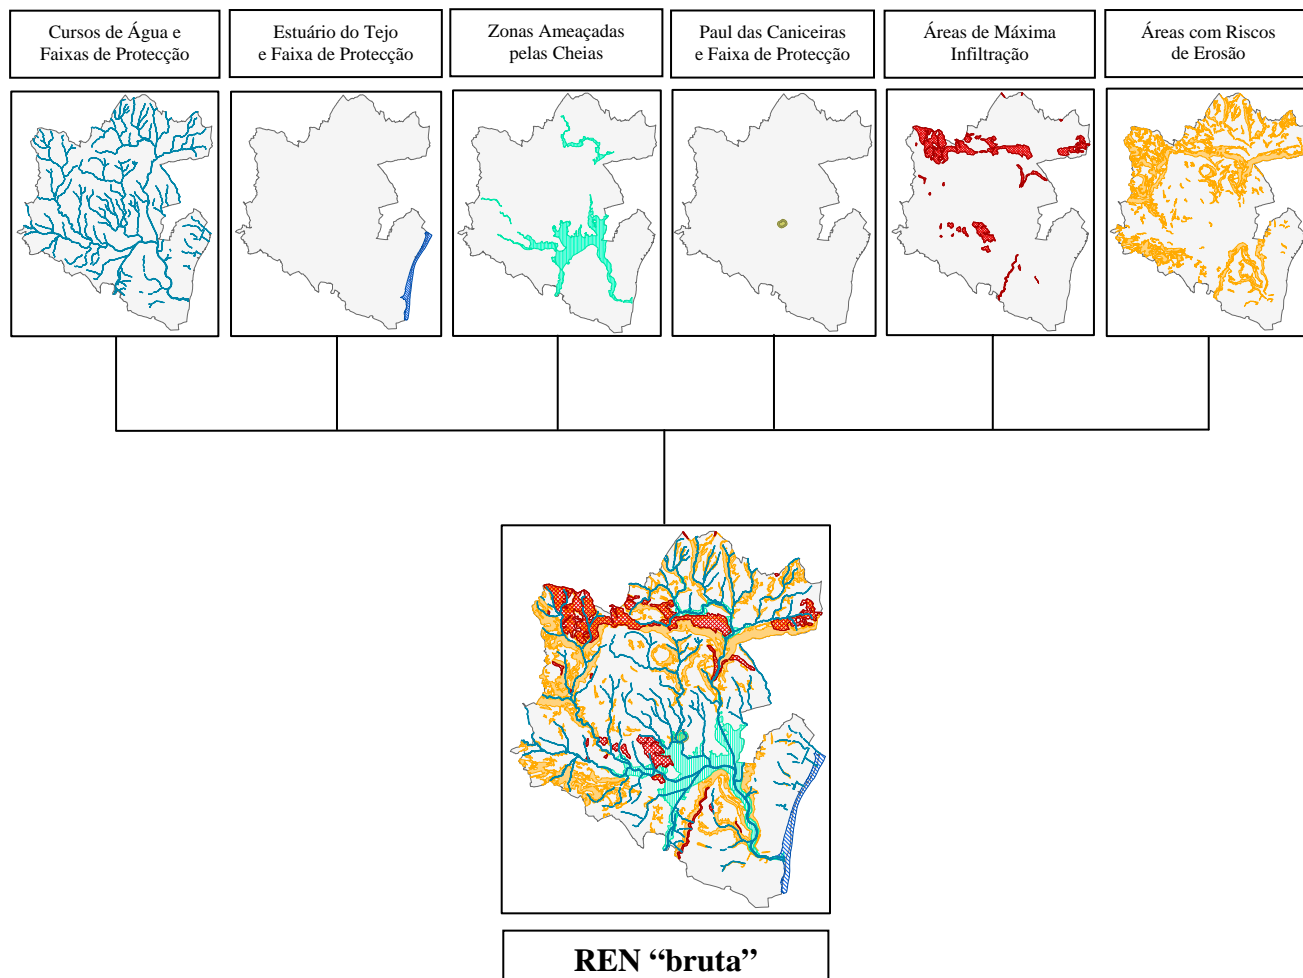 Cursos de Água e
Faixas de Protecção
Estuário do Tejo
e Faixa de Protecção
Zonas Ameaçadas
pelas Cheias
Paul das Caniceiras
e Faixa de Protecção
Áreas de Máxima
Infiltração
Áreas com Riscos
de Erosão
REN “bruta”